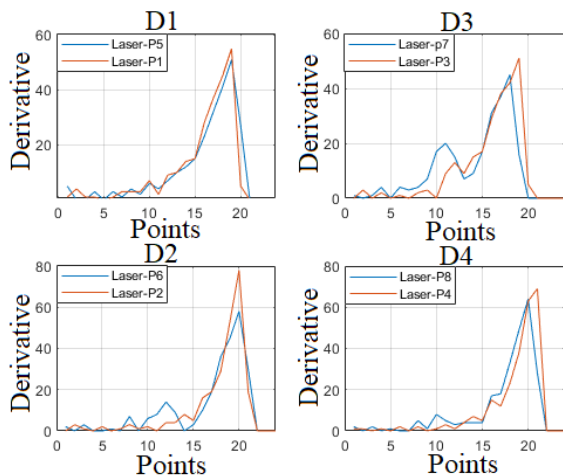 D1
60
40
20
0 5 10 15 20
Laser-P5
Laser-P1
Derivative
Points
D3
60
40
20
0
0 5 10 15 20
Laser-p7
Laser-P3
Derivative
Points
D2
80
60
40
20
0
0 5 10 15 20
Laser-P6
Laser-P2
Derivative
Points
D4
80
60
40
20
0
0 5 10 15 20
Laser-P8
Laser-P4
Derivative
Points